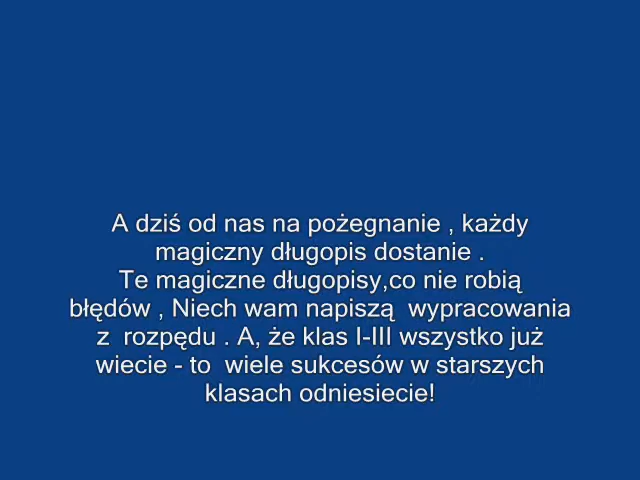 A dziś od nas na pożegnanie , każdy
magiczny długopis dostanie .
Te magiczne długopisy,co nie robią
błędów , Niech wam napiszą  wypracowania
z  rozpędu . A, że klas I-III wszystko już
wiecie - to  wiele sukcesów w starszych
klasach odniesiecie!